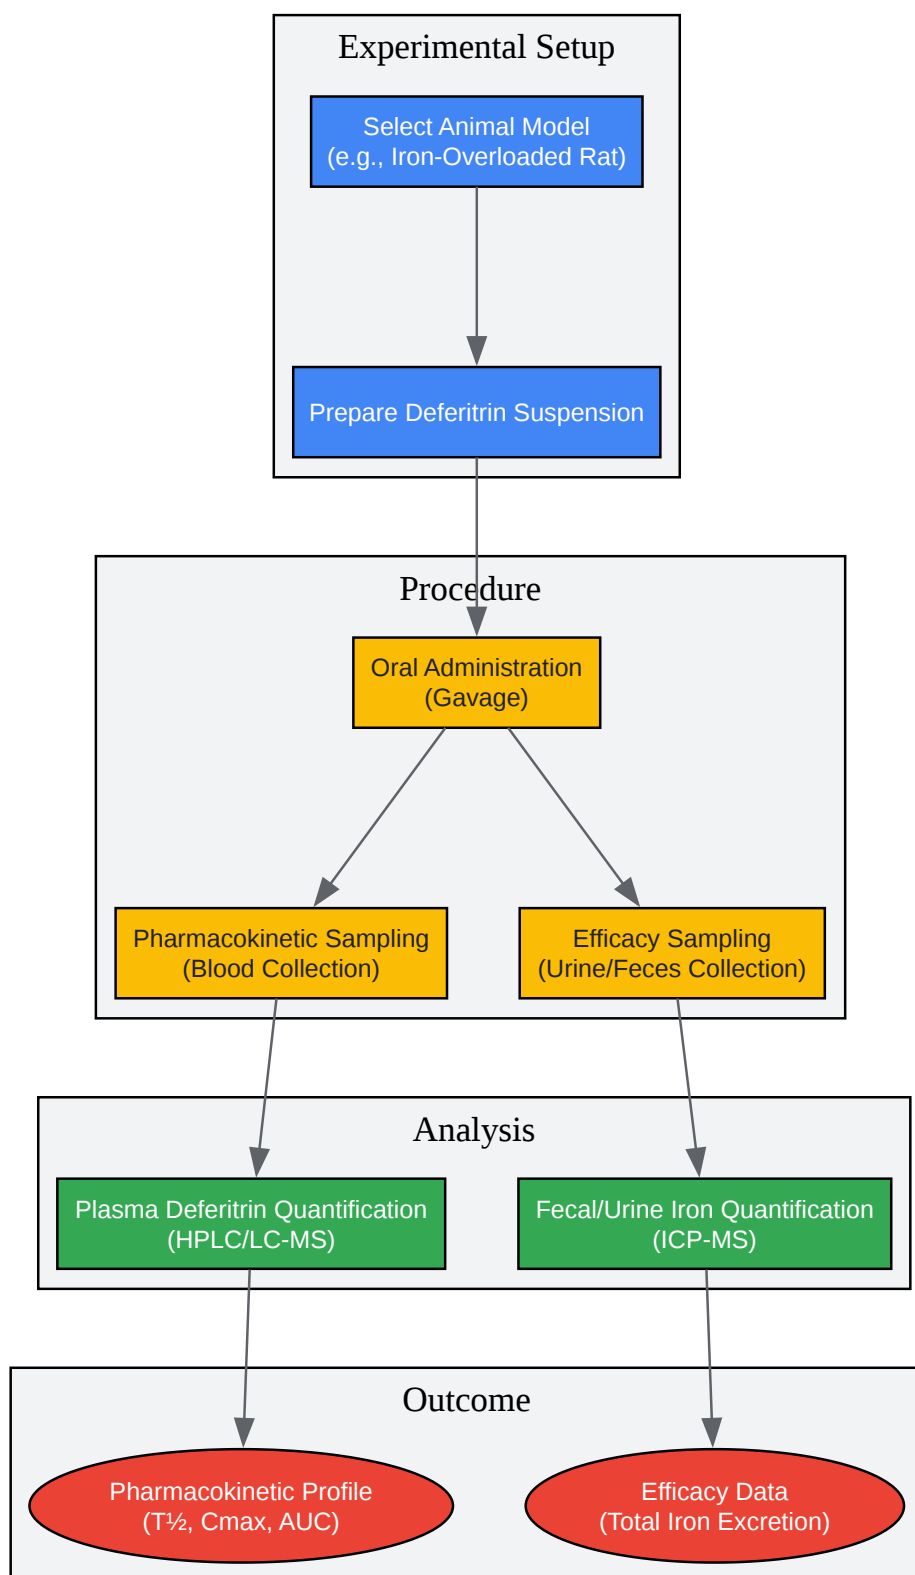 Experimental Setup
Select Animal Model
(e.g., Iron-Overloaded Rat)
Prepare Deferitrin Suspension
Procedure
Oral Administration
(Gavage)
Pharmacokinetic Sampling
(Blood Collection)
Efficacy Sampling
(Urine/Feces Collection)
Analysis
Plasma Deferitrin Quantification
(HPLC/LC-MS)
Fecal/Urine Iron Quantification
(ICP-MS)
Outcome
Pharmacokinetic Profile
(T½, Cmax, AUC)
Efficacy Data
(Total Iron Excretion)